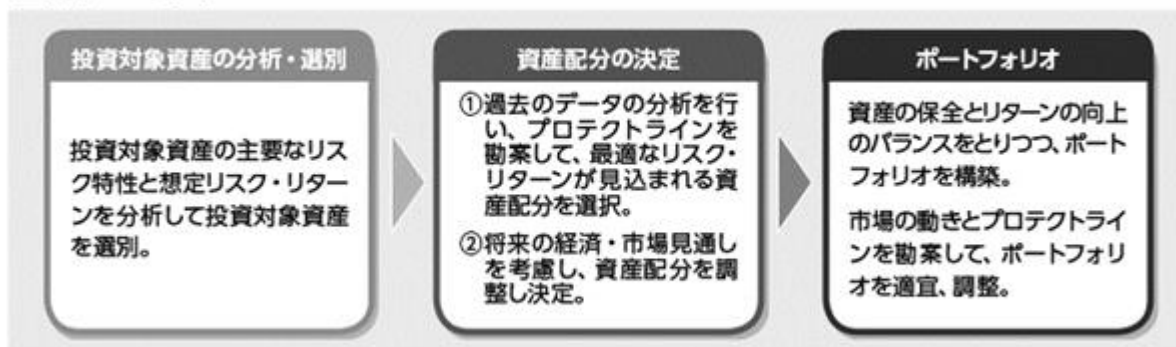 投資対象資産の分析・選別
投資対象資産の主要なリス
ク特性と想定リスク・リター
ンを分析して投資対象資産
を選別。
資産配分の決定
①過去のデータの分析を行
い、プロテクトラインを
勘案して、最適なリスク・
リターンが見込まれる資
産配分を選択。
②将来の経済・市場見通し
を考慮し、資産配分を調
整し決定。
ポートフォリオ
資産の保全とリターンの向上
のバランスをとりつつ、ポート
フォリオを構築。
市場の動きとプロテクトライ
ンを勘案して、ポートフォリ
オを適宜、調整。